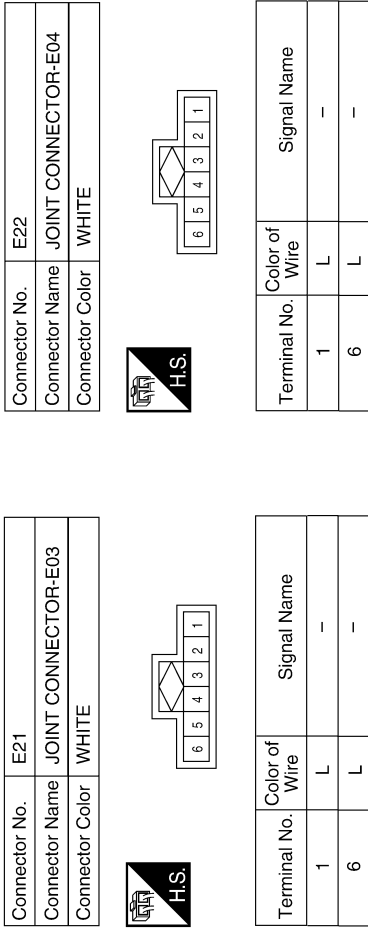 Connector No. E21
Connector Name JOINT CONNECTOR-E03
Connector Color WHITE
H.S.
6 5 4 3 2 1
Terminal No. Color of Wire Signal Name
1 L –
6 L –
Connector No. E22
Connector Name JOINT CONNECTOR-E04
Connector Color WHITE
H.S.
6 5 4 3 2 1
Terminal No. Color of Wire Signal Name
1 L –
6 L –